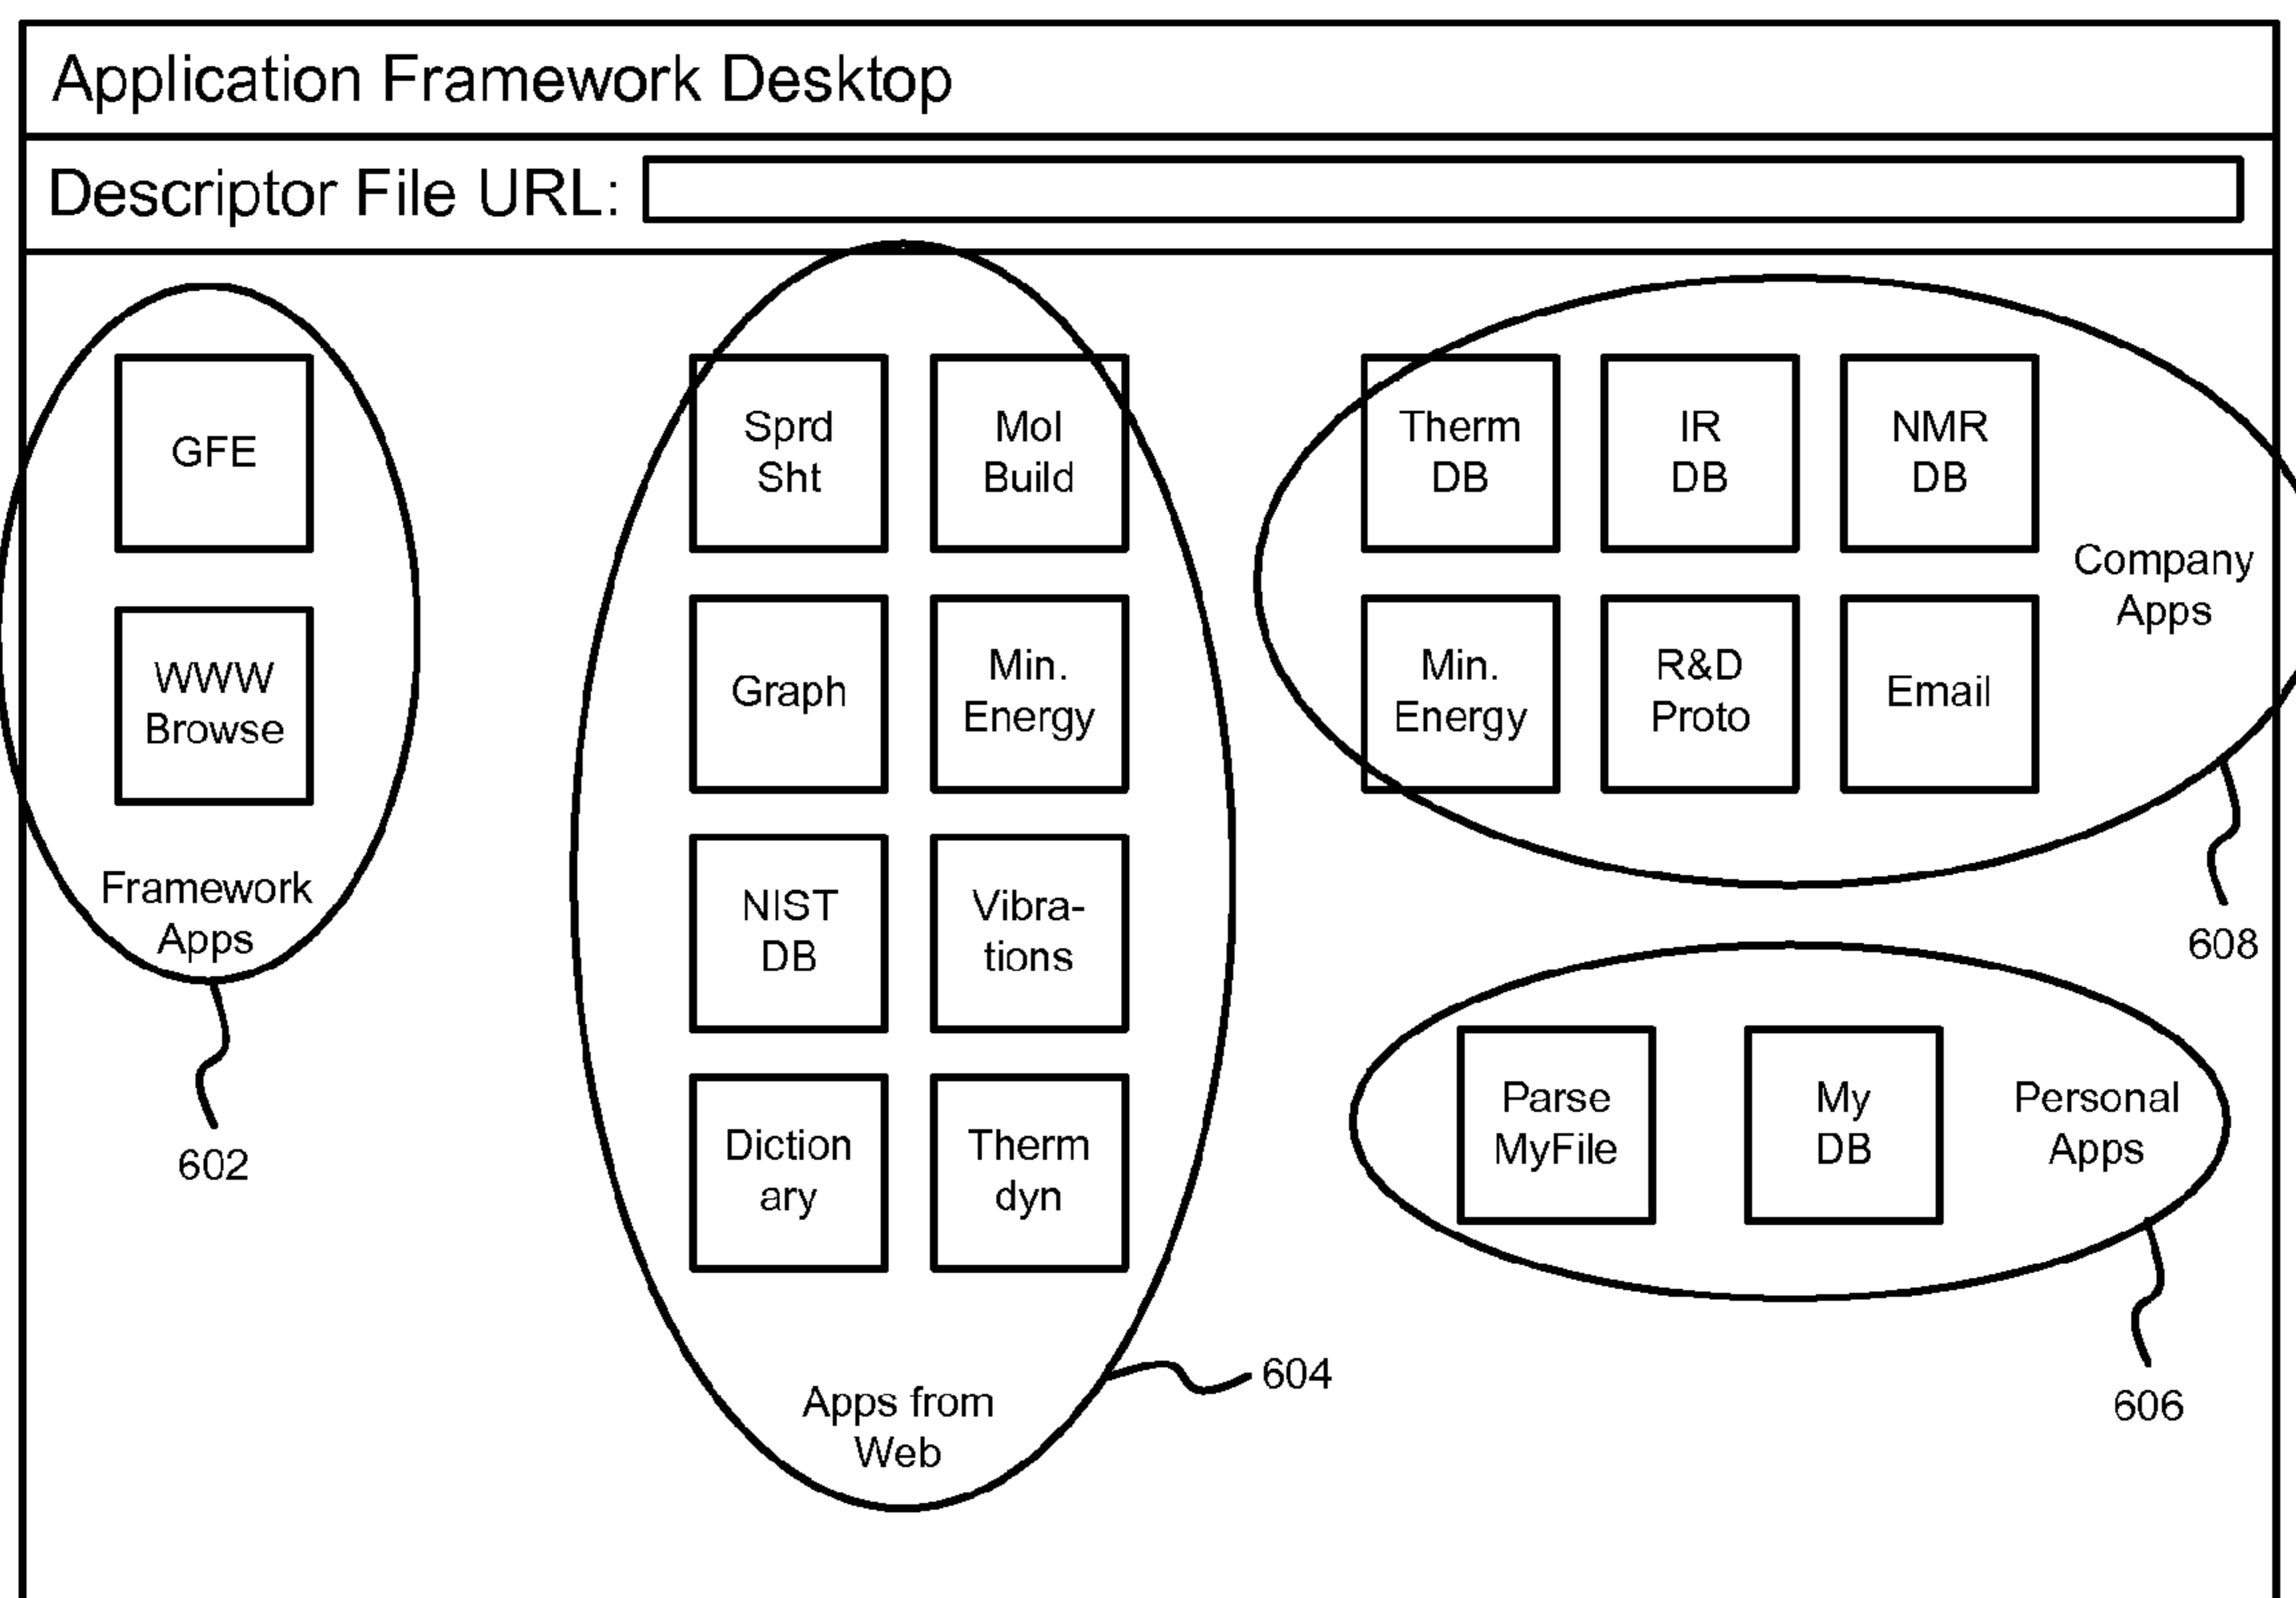 Application Framework Desktop
Descriptor File URL:
GFE
WWW
Browse
Framework
Apps
602
Sprd
Sht
Mol
Build
Graph
Min.
Energy
NIST
DB
Vibra-
tions
Diction
ary
Therm
dyn
Apps from
Web
604
Therm
DB
IR
DB
NMR
DB
Min.
Energy
R&D
Proto
Email
Company
Apps
608
Parse
MyFile
My
DB
Personal
Apps
606